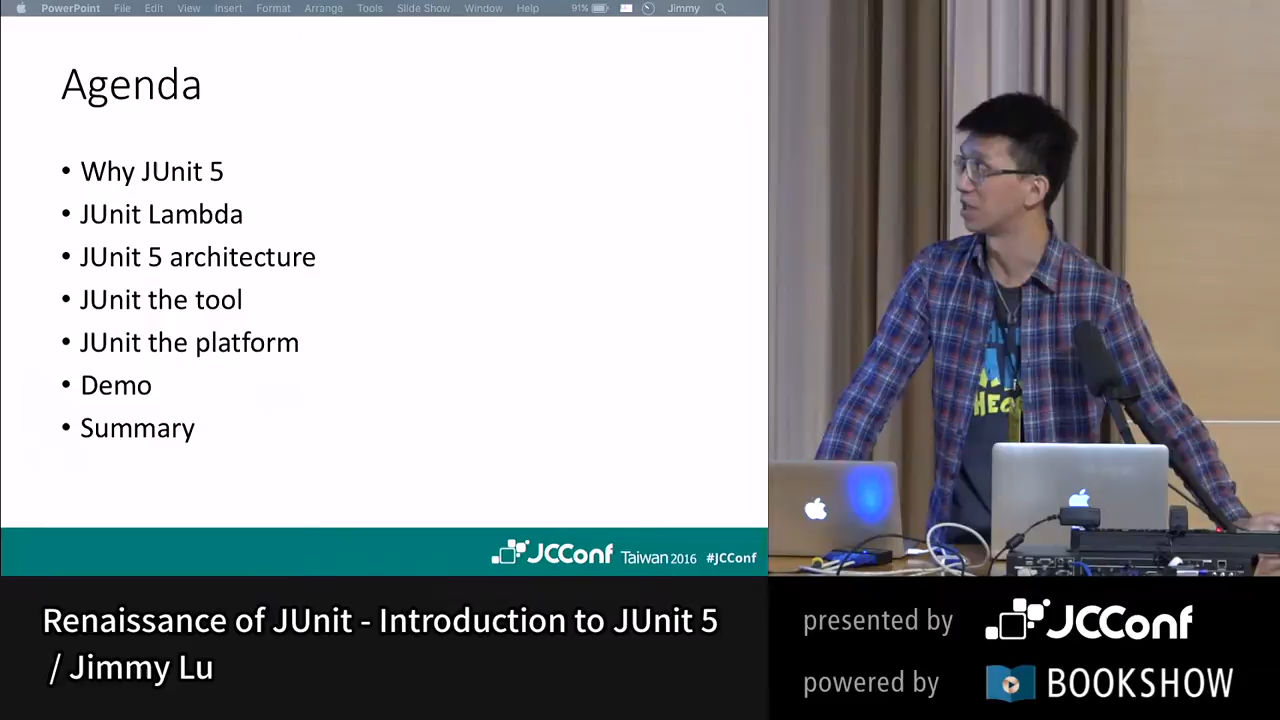 PowerPoint File Edit View Insert Format Arrange Tools Slide Show Window Help 91% Jimmy
Agenda
• Why JUnit 5
• JUnit Lambda
• JUnit 5 architecture
• JUnit the tool
• JUnit the platform
• Demo
• Summary
JCConf Taiwan 2016 #JCConf
Renaissance of JUnit - Introduction to JUnit 5
/ Jimmy Lu
presented by JCConf
powered by BOOKSHOW